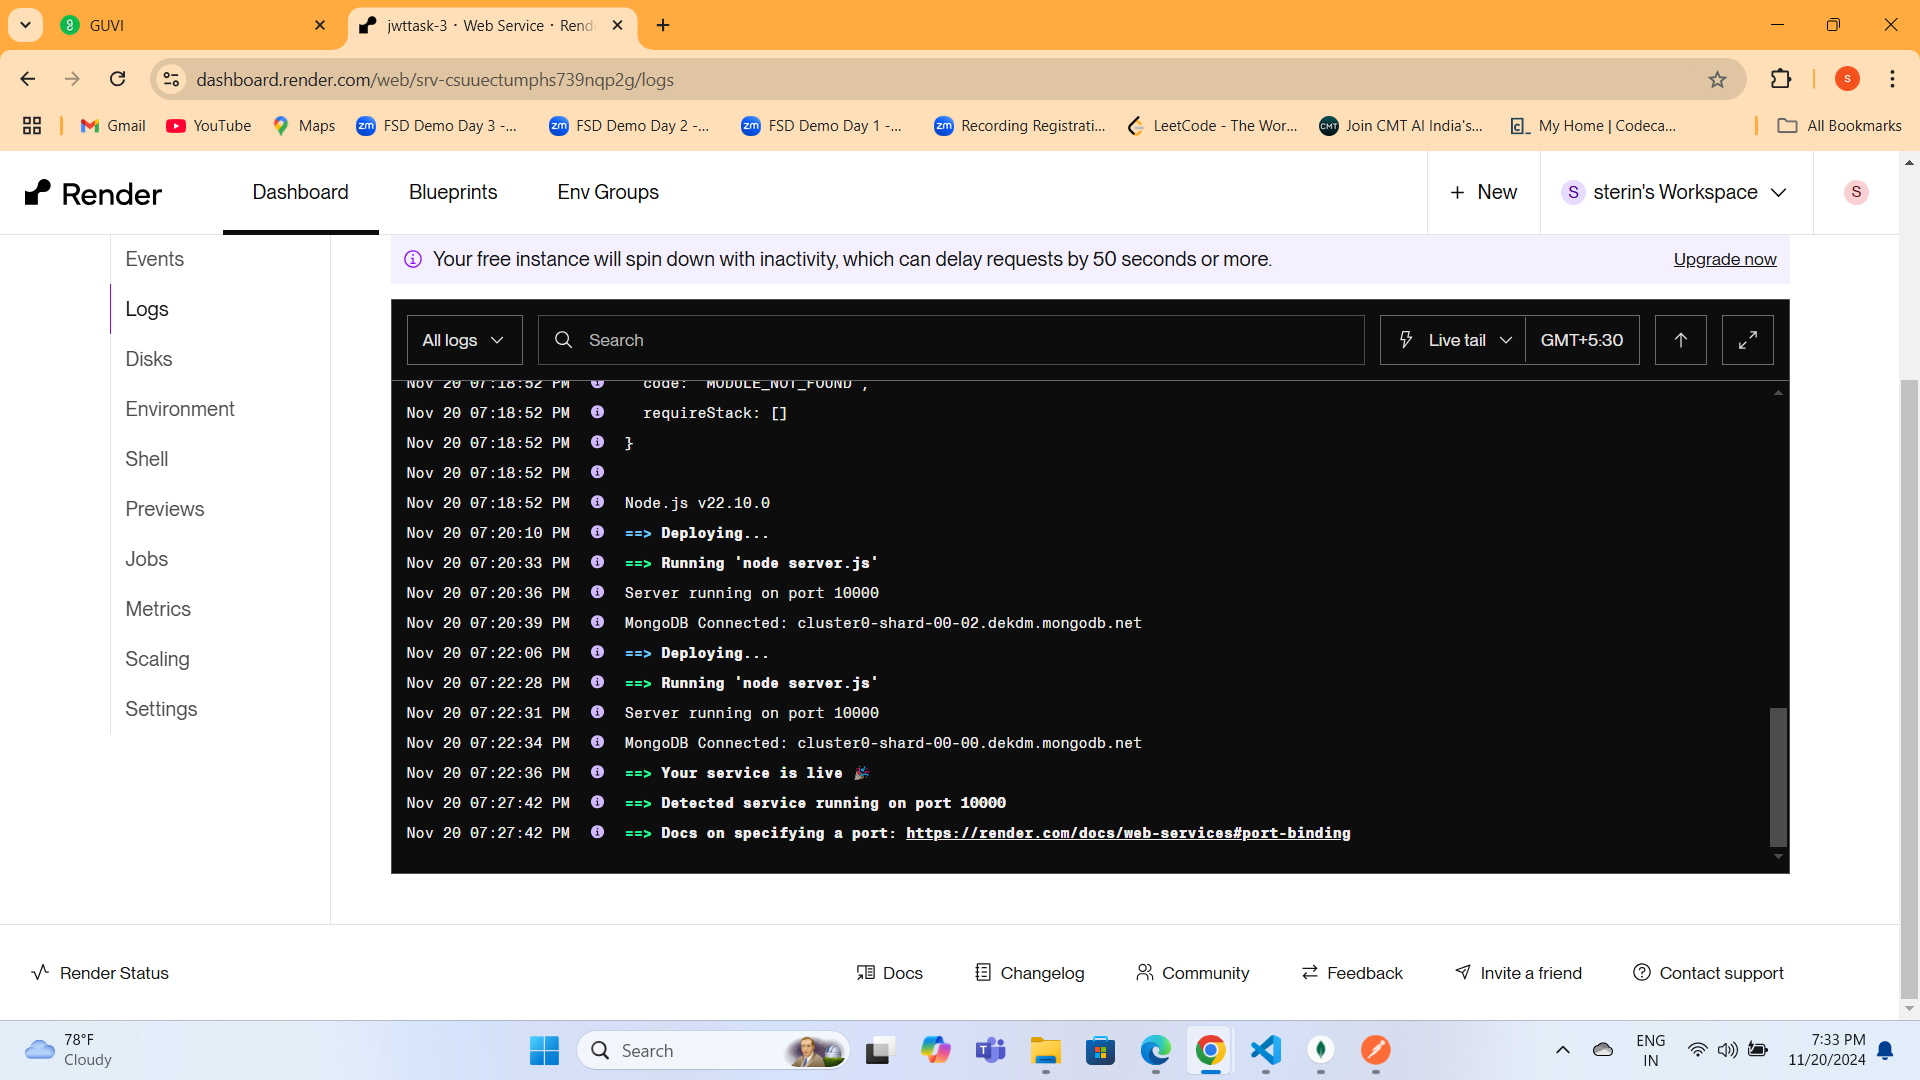 GUVI
jwttask-3 · Web Service · Rend
dashboard.render.com/web/srv-csuuectumphs739nqp2g/logs
S
Gmail
YouTube
Maps
FSD Demo Day 3 -...
FSD Demo Day 2 -...
FSD Demo Day 1 -...
Recording Registrati...
LeetCode - The Wor...
Join CMT AI India's...
My Home | Codeca...
All Bookmarks
Render
Dashboard
Blueprints
Env Groups
+ New
S sterin's Workspace
S
Events
Logs
Disks
Environment
Shell
Previews
Jobs
Metrics
Scaling
Settings
Your free instance will spin down with inactivity, which can delay requests by 50 seconds or more.
Upgrade now
All logs
Search
Live tail
GMT+5:30
Nov 20 07:18:52 PM code: 'MODULE_NOT_FOUND',
Nov 20 07:18:52 PM requireStack: []
Nov 20 07:18:52 PM }
Nov 20 07:18:52 PM
Nov 20 07:18:52 PM Node.js v22.10.0
Nov 20 07:20:10 PM ==> Deploying...
Nov 20 07:20:33 PM ==> Running 'node server.js'
Nov 20 07:20:36 PM Server running on port 10000
Nov 20 07:20:39 PM MongoDB Connected: cluster0-shard-00-02.dekdm.mongodb.net
Nov 20 07:22:06 PM ==> Deploying...
Nov 20 07:22:28 PM ==> Running 'node server.js'
Nov 20 07:22:31 PM Server running on port 10000
Nov 20 07:22:34 PM MongoDB Connected: cluster0-shard-00-00.dekdm.mongodb.net
Nov 20 07:22:36 PM ==> Your service is live 🎉
Nov 20 07:27:42 PM ==> Detected service running on port 10000
Nov 20 07:27:42 PM ==> Docs on specifying a port: https://render.com/docs/web-services#port-binding
Render Status
Docs
Changelog
Community
Feedback
Invite a friend
Contact support
78°F
Cloudy
Search
ENG
IN
7:33 PM
11/20/2024